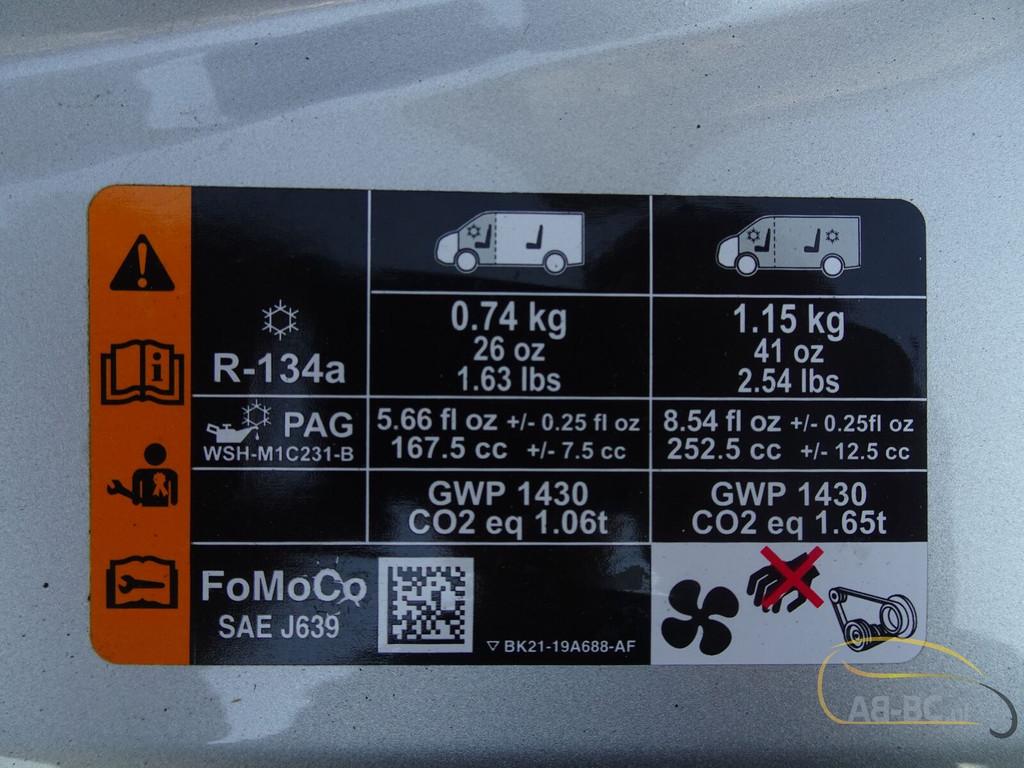 0.74 kg
26 oz
1.63 lbs
1.15 kg
41 oz
2.54 lbs
R-134a
PAG
WSH-M1C231-B
5.66 fl oz +/- 0.25 fl oz
167.5 cc +/- 7.5 cc
8.54 fl oz +/- 0.25fl oz
252.5 cc +/- 12.5 cc
GWP 1430
CO2 eq 1.06t
GWP 1430
CO2 eq 1.65t
FoMoCo
SAE J639
BK21-19A688-AF
AB-BC.nl